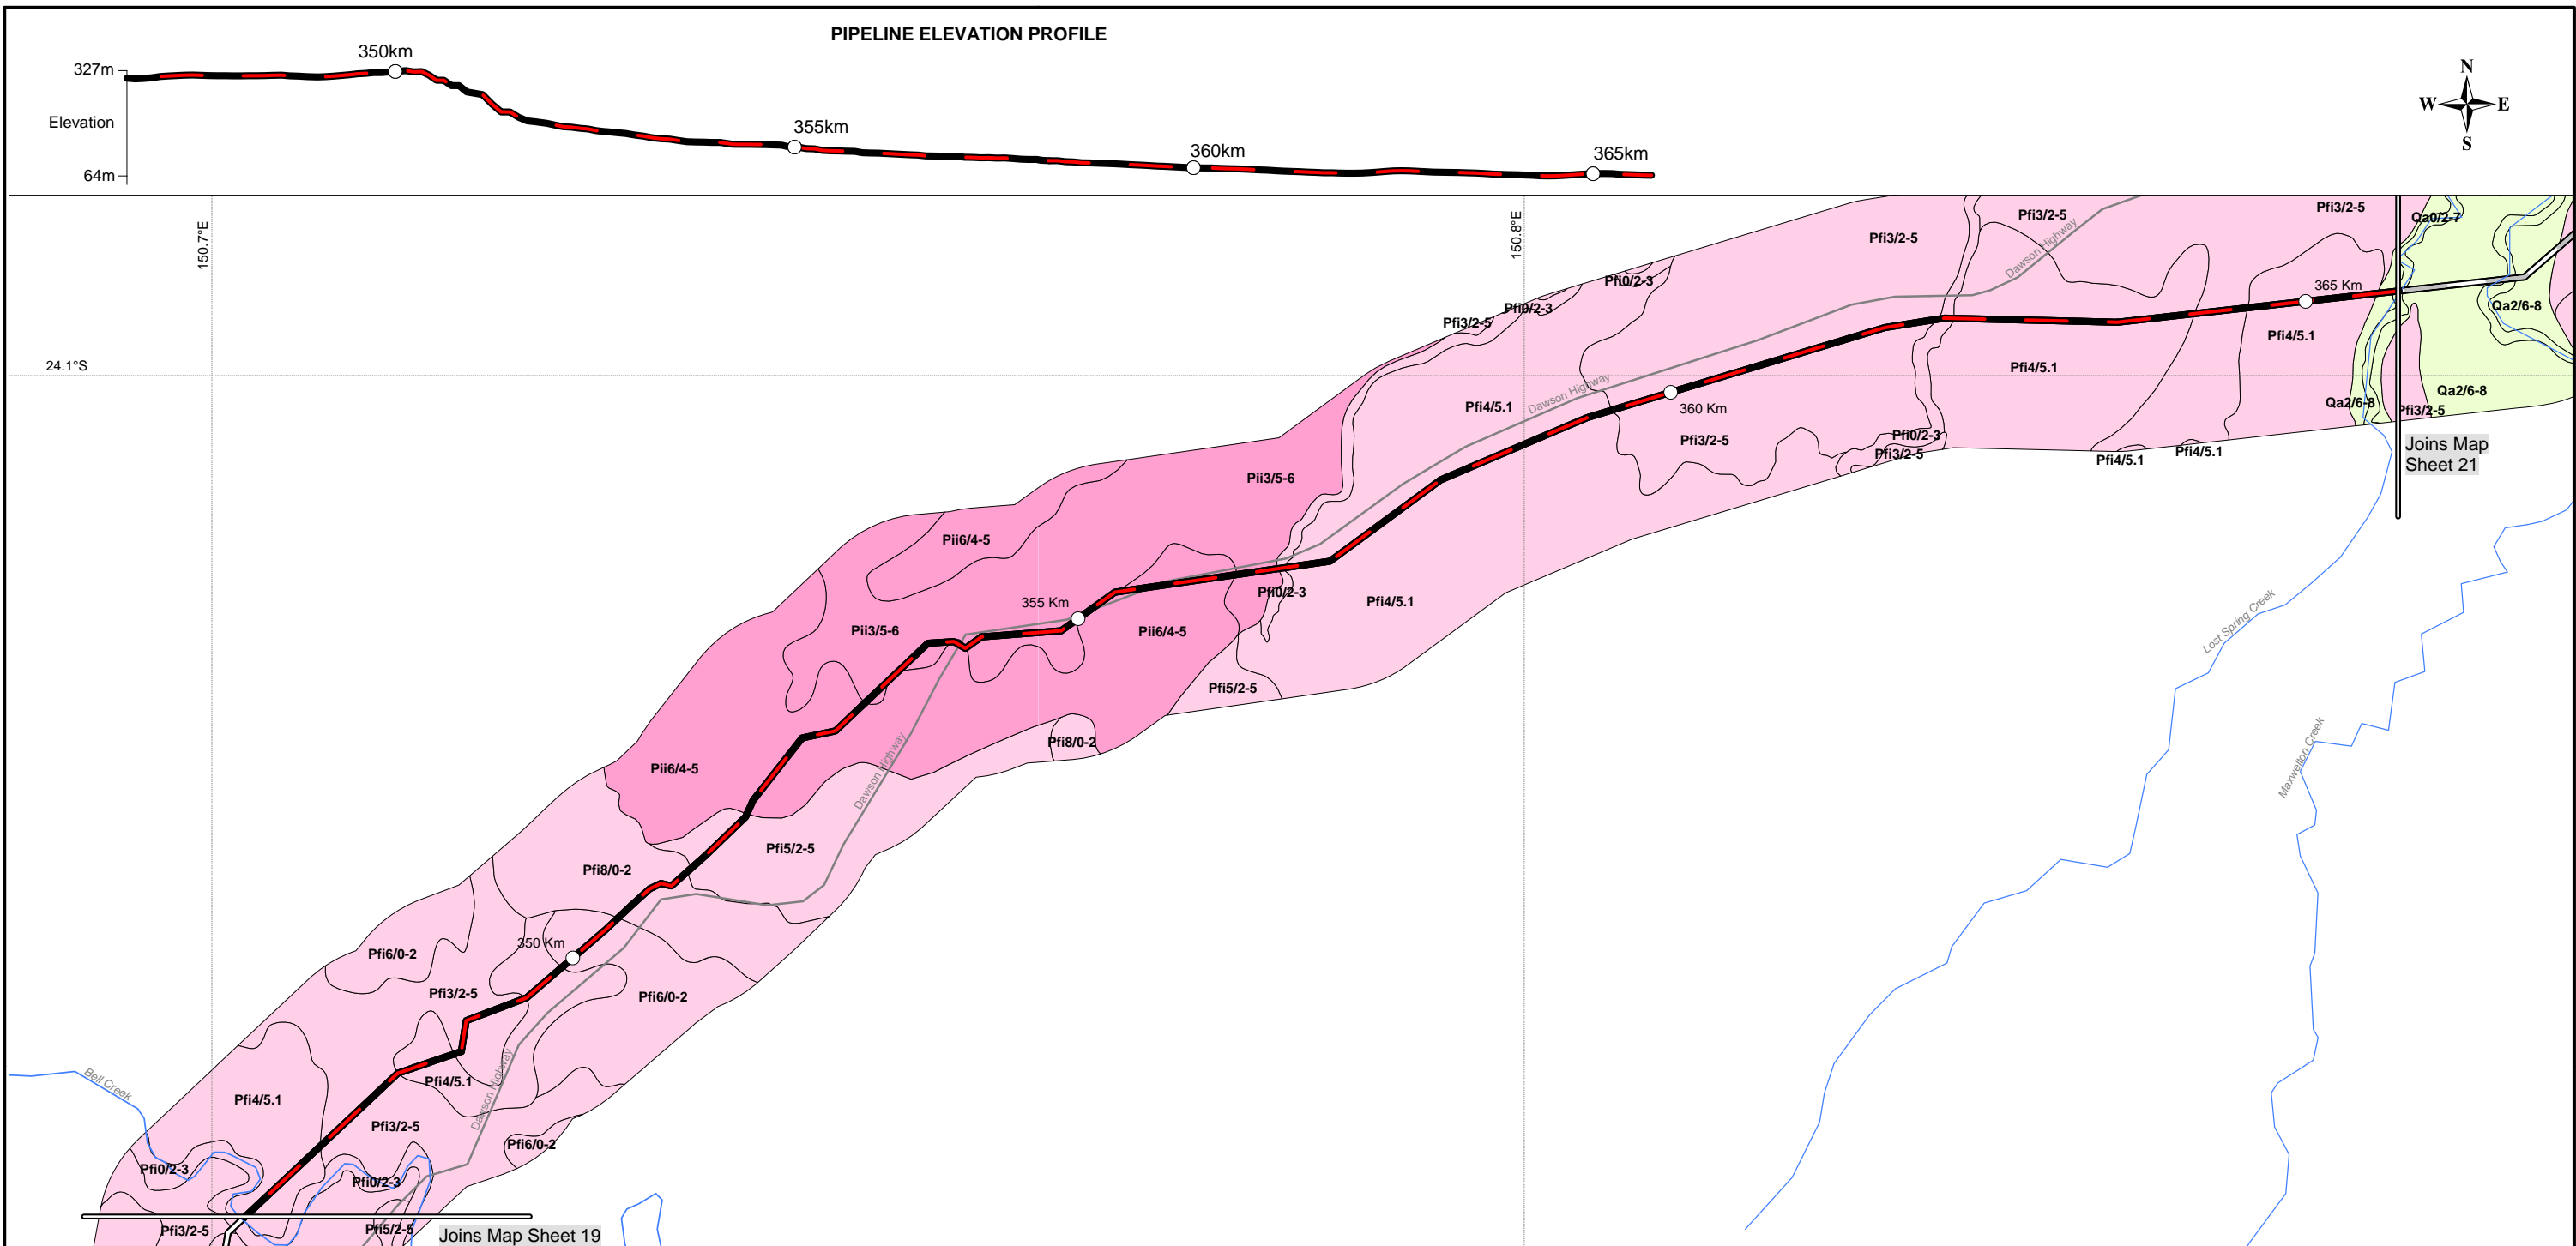 PIPELINE ELEVATION PROFILE
350km
327m
N
W E
S
Elevation
355km
360km
365km
64m
150.7°E
150.8°E
Pfi3/2-5
Pfi3/2-5
Qa0/2-7
Pfi3/2-5
Dawson Highway
Pfi0/2-3
365 Km
Pfi0/2-3
Qa2/6-8
Pfi3/2-5
Pfi4/5.1
24.1°S
Pfi4/5.1
Dawson Highway
Qa2/6-8
Qa2/6-8
Pfi4/5.1
360 Km
Pfi3/2-5
Pfi3/2-5
Pfi0/2-3
Joins Map
Sheet 21
Pfi3/2-5
Pfi4/5.1
Pfi4/5.1
Pii3/5-6
Pii6/4-5
Pfi0/2-3
355 Km
Pfi4/5.1
Lost Spring Creek
Pii3/5-6
Pii6/4-5
Pfi5/2-5
Pfi8/0-2
Maxwelton Creek
Pii6/4-5
Dawson Highway
Pfi5/2-5
Pfi8/0-2
350 Km
Pfi6/0-2
Pfi3/2-5
Pfi6/0-2
Bell Creek
Pfi4/5.1
Dawson Highway
Pfi4/5.1
Pfi3/2-5
Pfi6/0-2
Pfi0/2-3
Pfi0/2-3
Pfi3/2-5
Pfi5/2-5
Joins Map Sheet 19